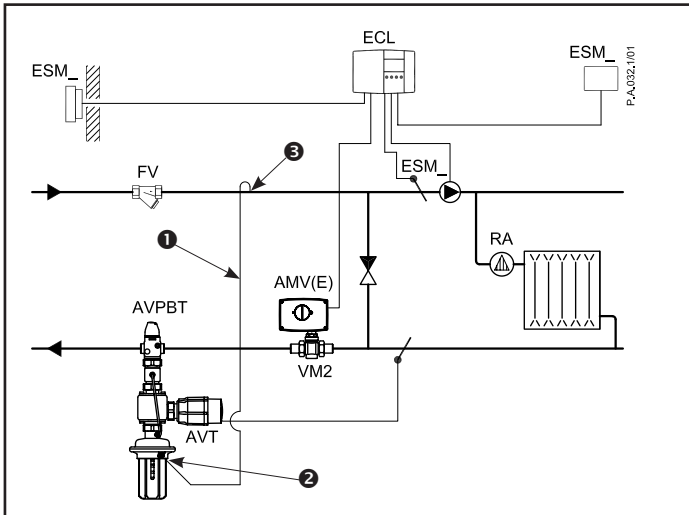 ECL
ESM_
ESM_
P.A.032.1/01
FV
❸
ESM_
❶
RA
AMV(E)
AVPBT
VM2
AVT
❷